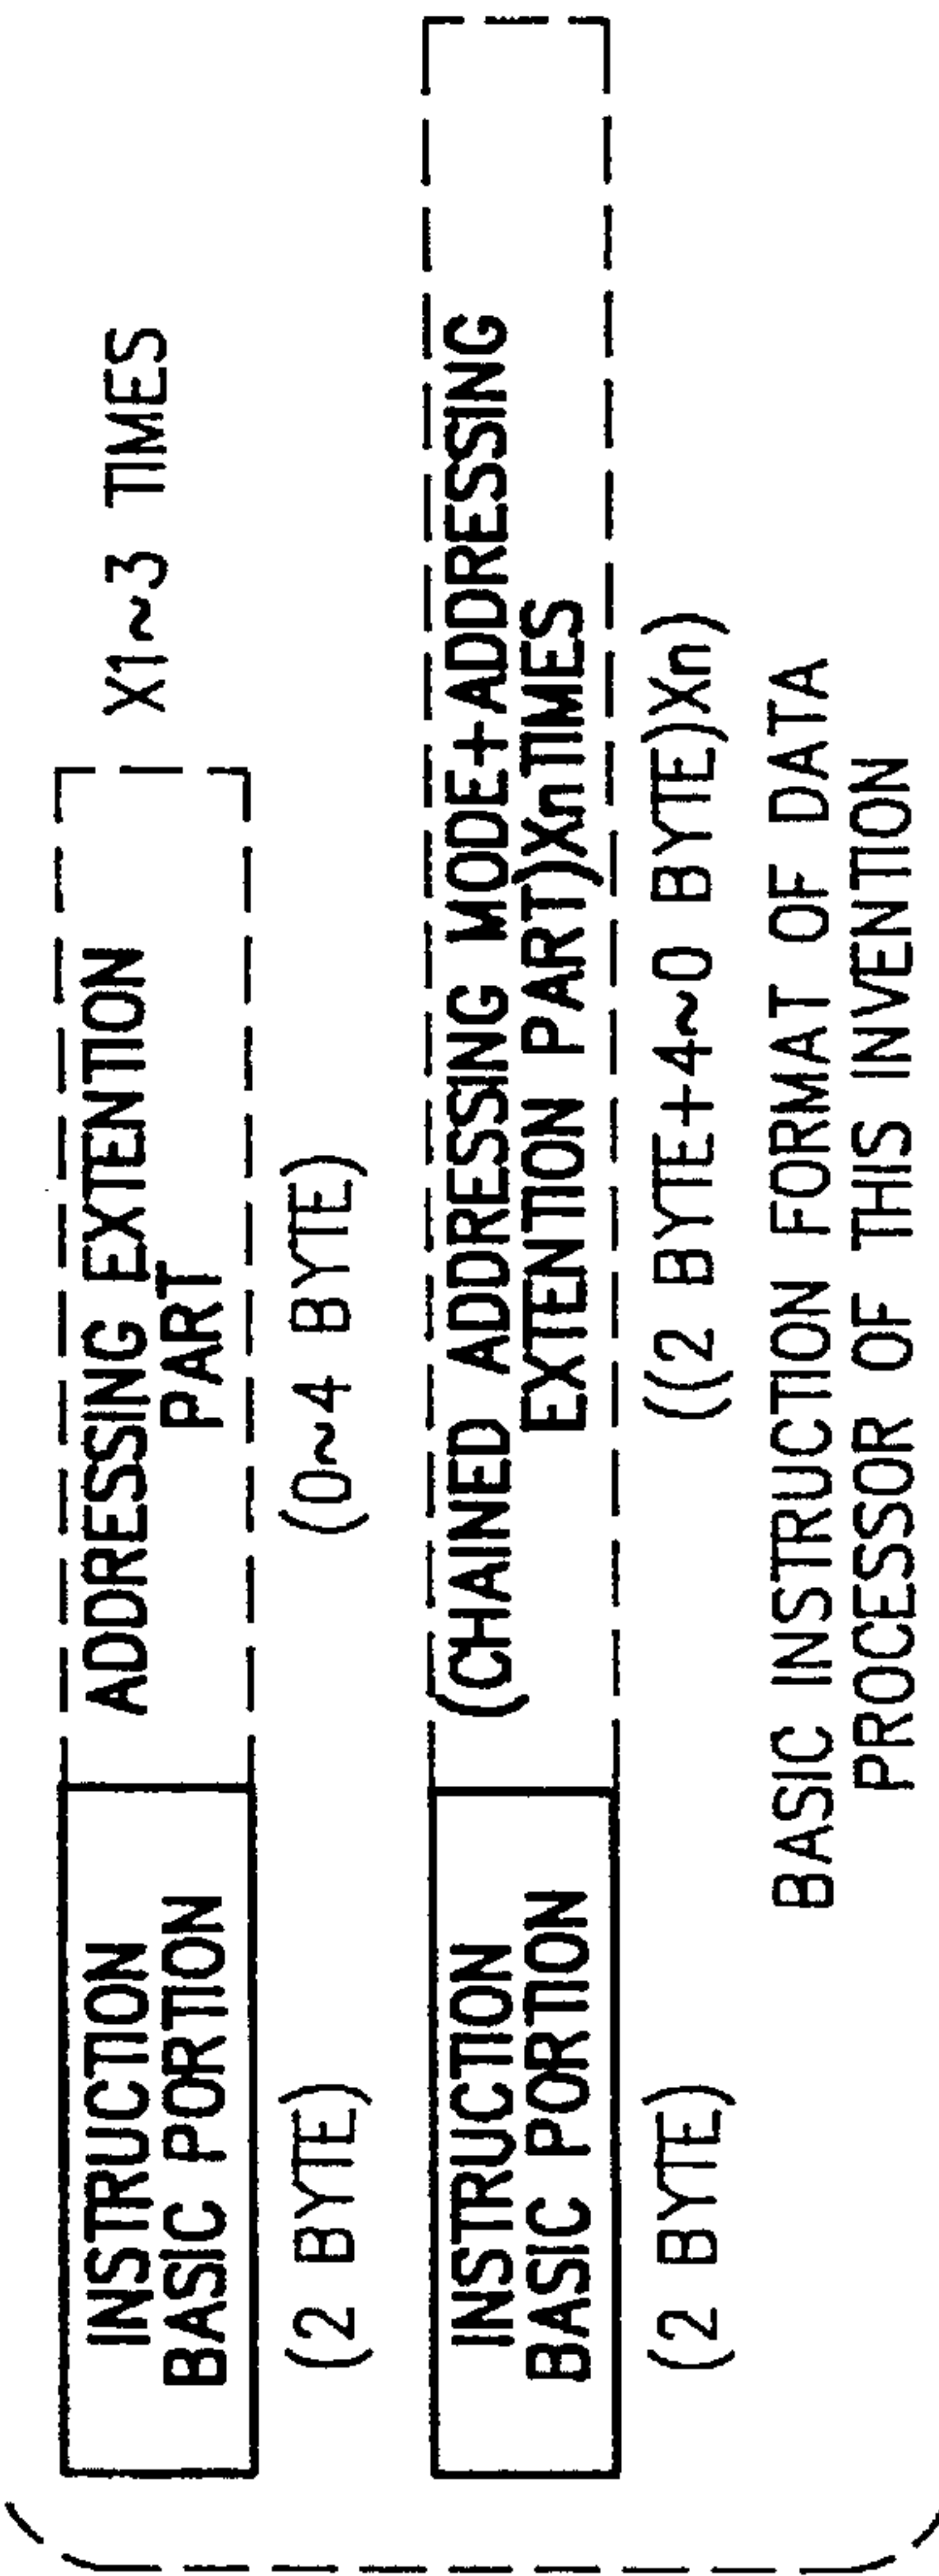 INSTRUCTION
BASIC PORTION
ADDRESSING EXTENTION
PART
X1~3 TIMES
(2 BYTE)
(0~4 BYTE)
INSTRUCTION
BASIC PORTION
(CHAINED ADDRESSING MODE+ADDRESSING
EXTENTION PART)XnTIMES
(2 BYTE)
((2 BYTE+4~0 BYTE)Xn)
BASIC INSTRUCTION FORMAT OF DATA
PROCESSOR OF THIS INVENTION